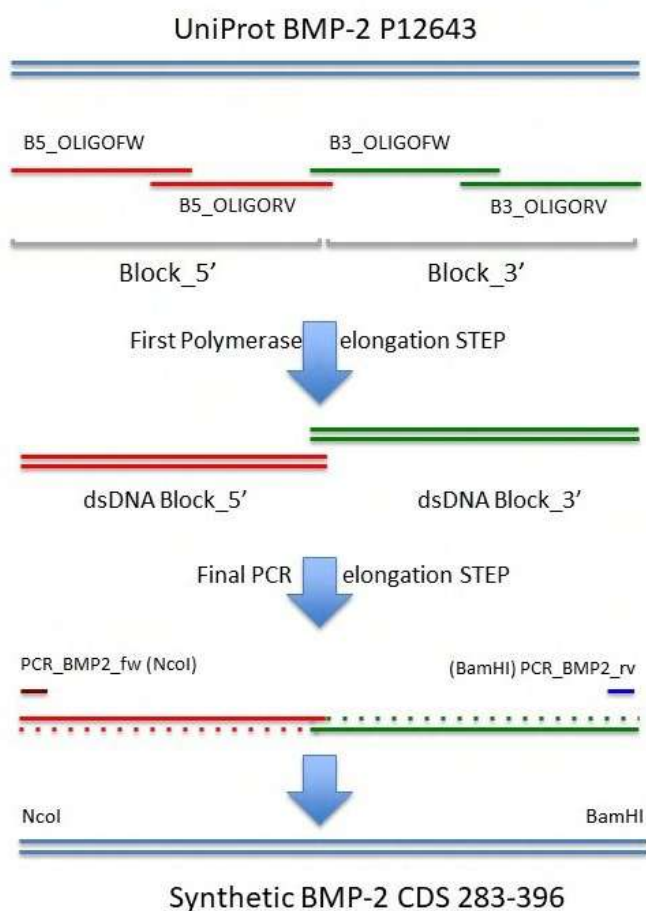 UniProt BMP-2 P12643
B5_OLIGOFW B3_OLIGOFW
B5_OLIGORV B3_OLIGORV
Block_5’ Block_3’
First Polymerase elongation STEP
dsDNA Block_5’ dsDNA Block_3’
Final PCR elongation STEP
PCR_BMP2_fw (NcoI) (BamHI) PCR_BMP2_rv
NcoI BamHI
Synthetic BMP-2 CDS 283-396